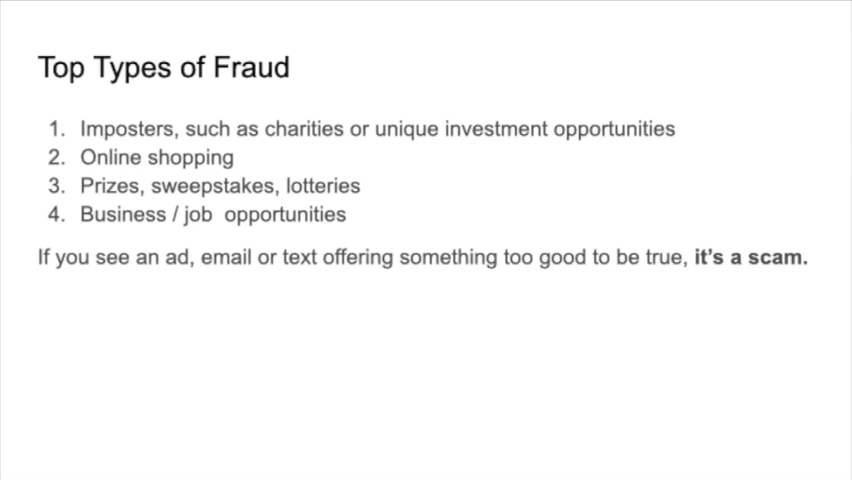 Top Types of Fraud
1. Imposters, such as charities or unique investment opportunities
2. Online shopping
3. Prizes, sweepstakes, lotteries
4. Business / job  opportunities
If you see an ad, email or text offering something too good to be true, it's a scam.